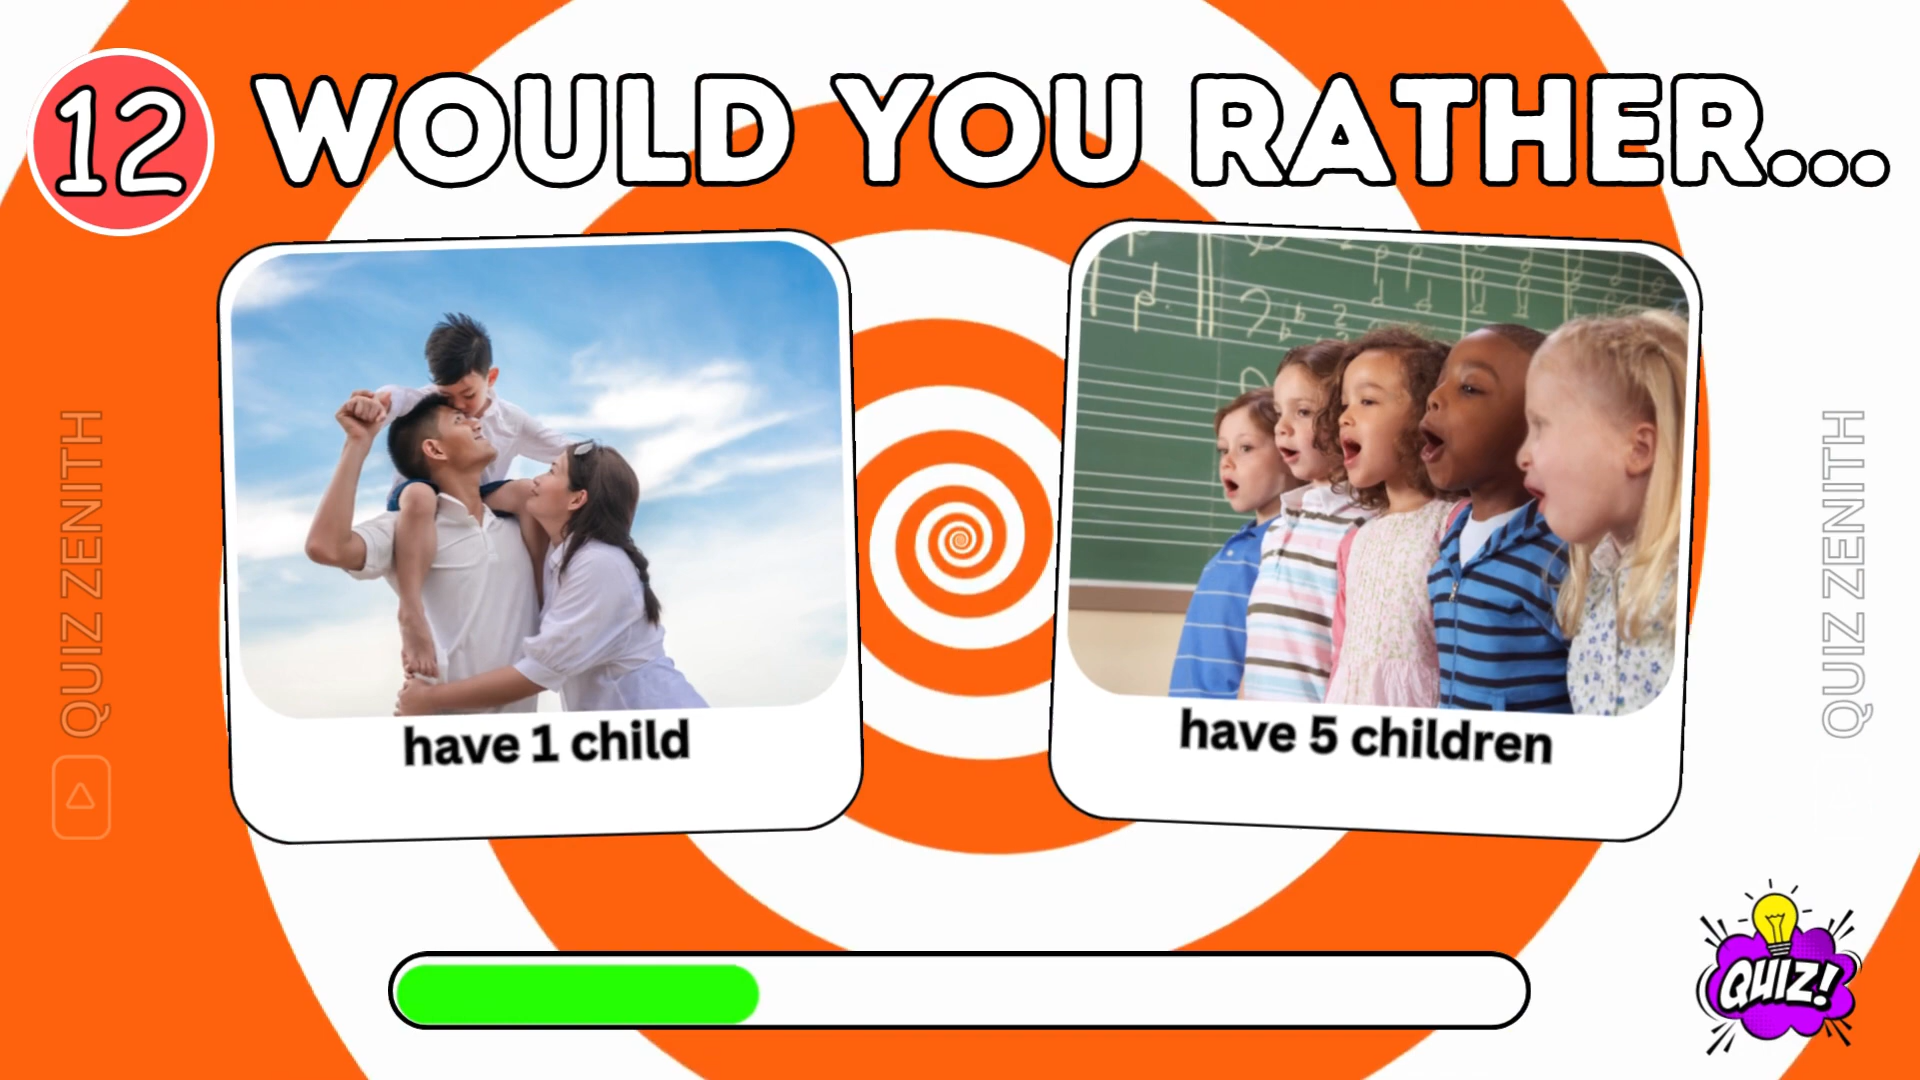 12
WOULD YOU RATHER...
have 1 child
have 5 children
QUIZ ZENITH
QUIZ ZENITH
QUIZ!